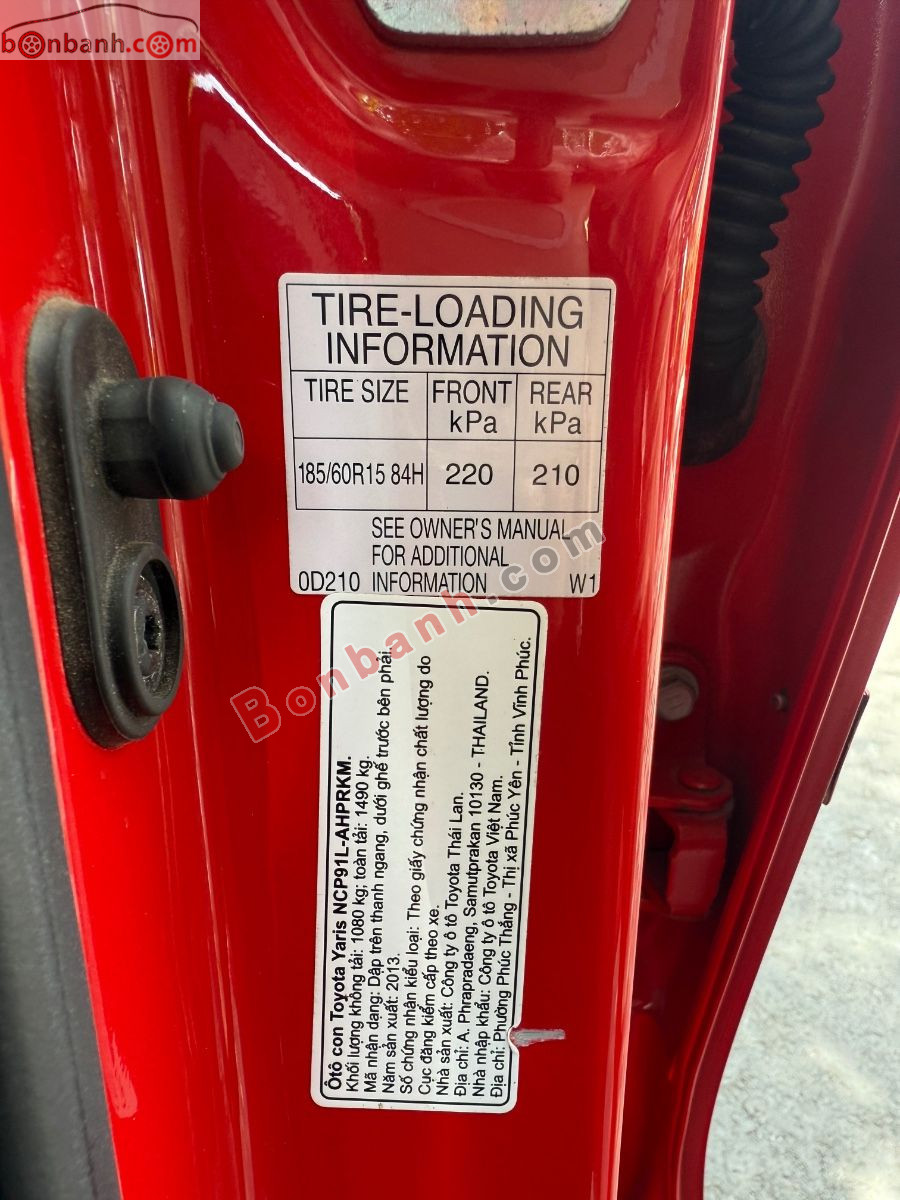 bonbanh.com
TIRE-LOADING
INFORMATION
TIRE SIZE FRONT kPa REAR kPa
185/60R15 84H 220 210
SEE OWNER'S MANUAL
FOR ADDITIONAL
0D210 INFORMATION W1
Bonbanh.com
Ôtô con Toyota Yaris NCP91L-AHPRKM.
Khối lượng không tải: 1080 kg; toàn tải: 1490 kg.
Mã nhận dạng: Dập trên thanh ngang, dưới ghế trước bên phải.
Năm sản xuất: 2013.
Số chứng nhận kiểu loại: Theo giấy chứng nhận chất lượng do
Cục đăng kiểm cấp theo xe.
Nhà sản xuất: Công ty ô tô Toyota Thái Lan.
Địa chỉ: A. Phrapradaeng, Samutprakan 10130 - THAILAND.
Nhà nhập khẩu: Công ty ô tô Toyota Việt Nam.
Địa chỉ: Phường Phúc Thắng - Thị xã Phúc Yên - Tỉnh Vĩnh Phúc.